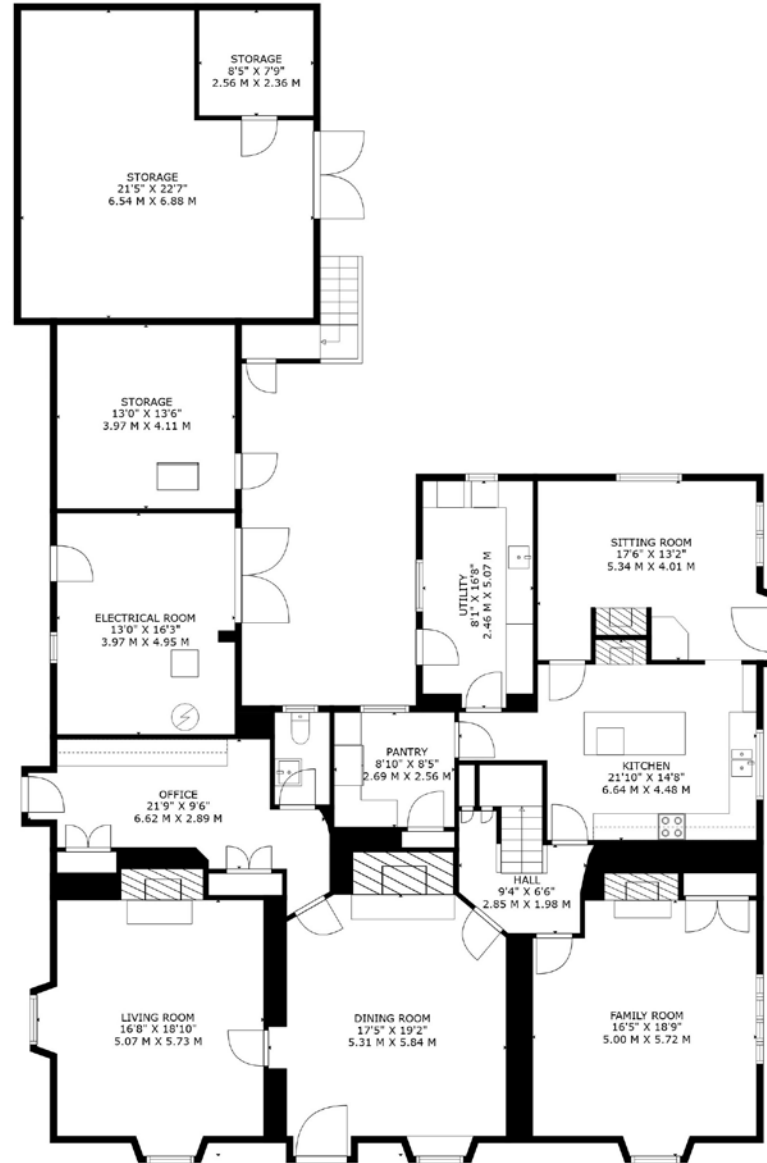 STORAGE
8'5" X 7'9"
2.56 M X 2.36 M
STORAGE
21'5" X 22'7"
6.54 M X 6.88 M
STORAGE
13'0" X 13'6"
3.97 M X 4.11 M
SITTING ROOM
17'6" X 13'2"
5.34 M X 4.01 M
UTILITY
8'1" X 16'8"
2.46 M X 5.07 M
ELECTRICAL ROOM
13'0" X 16'3"
3.97 M X 4.95 M
PANTRY
8'10" X 8'5"
2.69 M X 2.56 M
KITCHEN
21'10" X 14'8"
6.64 M X 4.48 M
OFFICE
21'9" X 9'6"
6.62 M X 2.89 M
HALL
9'4" X 6'6"
2.85 M X 1.98 M
LIVING ROOM
16'8" X 18'10"
5.07 M X 5.73 M
DINING ROOM
17'5" X 19'2"
5.31 M X 5.84 M
FAMILY ROOM
16'5" X 18'9"
5.00 M X 5.72 M